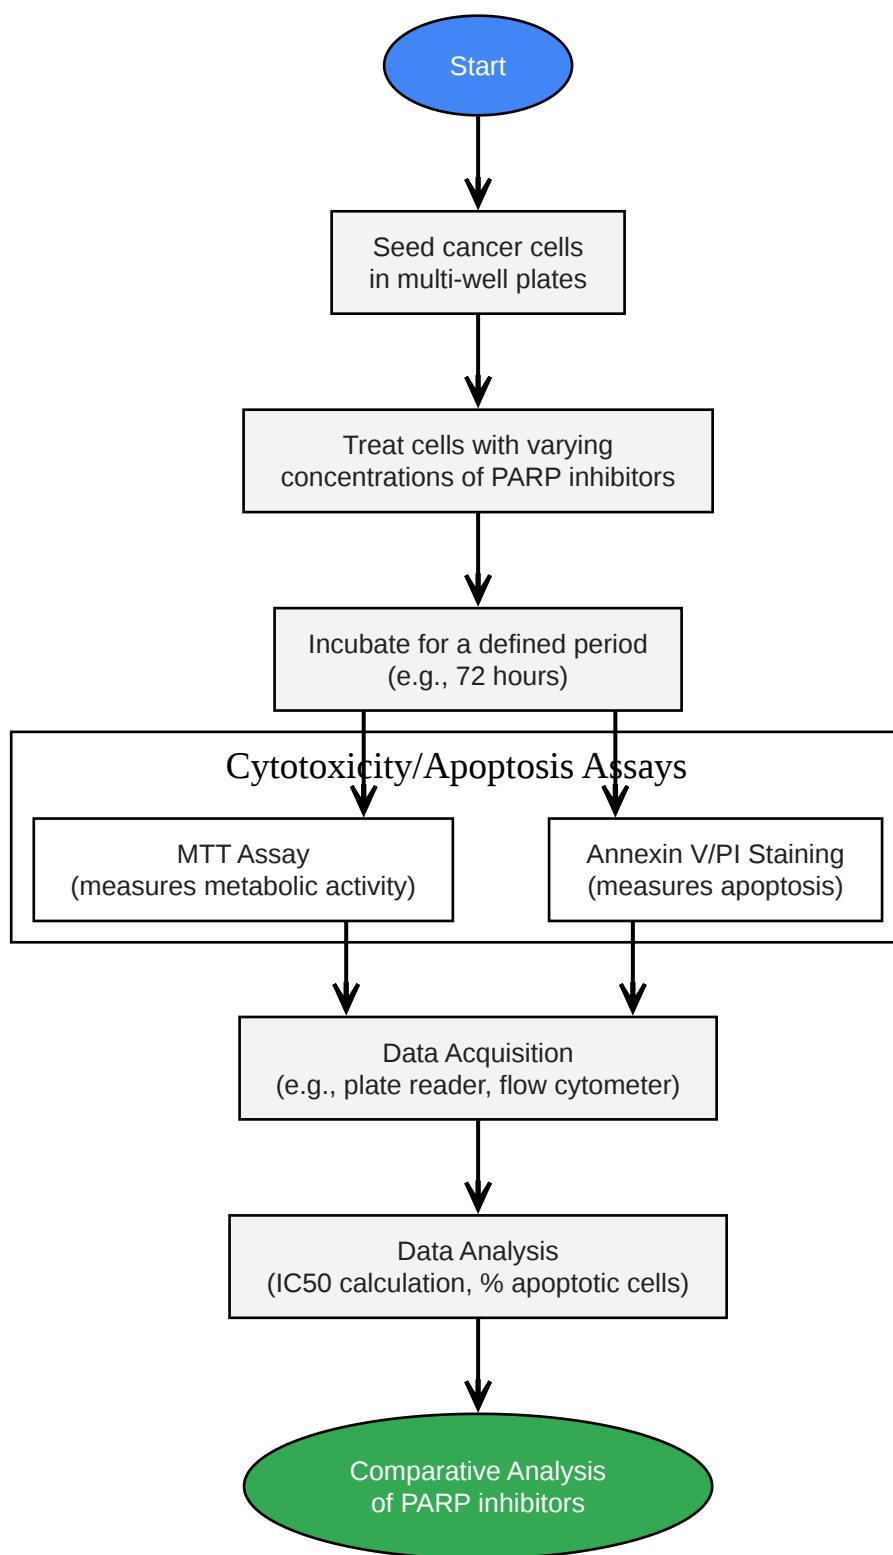 Start
Seed cancer cells
in multi-well plates
Treat cells with varying
concentrations of PARP inhibitors
Incubate for a defined period
(e.g., 72 hours)
Cytotoxicity/Apoptosis Assays
MTT Assay
(measures metabolic activity)
Annexin V/PI Staining
(measures apoptosis)
Data Acquisition
(e.g., plate reader, flow cytometer)
Data Analysis
(IC50 calculation, % apoptotic cells)
Comparative Analysis
of PARP inhibitors